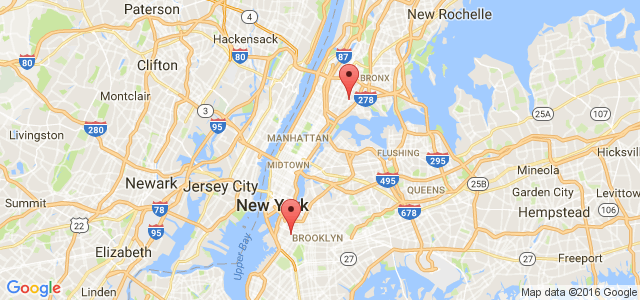 Paterson
New Rochelle
4
Hackensack
87
80
80
Clifton
BRONX
278
Montclair
3
25A
107
95
Livingston
280
MANHATTAN
FLUSHING
295
Hicksville
MIDTOWN
Mineola
495
Newark
Jersey City
QUEENS
25B
Garden City
Levittown
Summit
78
New York
678
Hempstead
22
95
BROOKLYN
Elizabeth
Upper Bay
27
27
Freeport
Google
Linden
Map data ©2016 Google